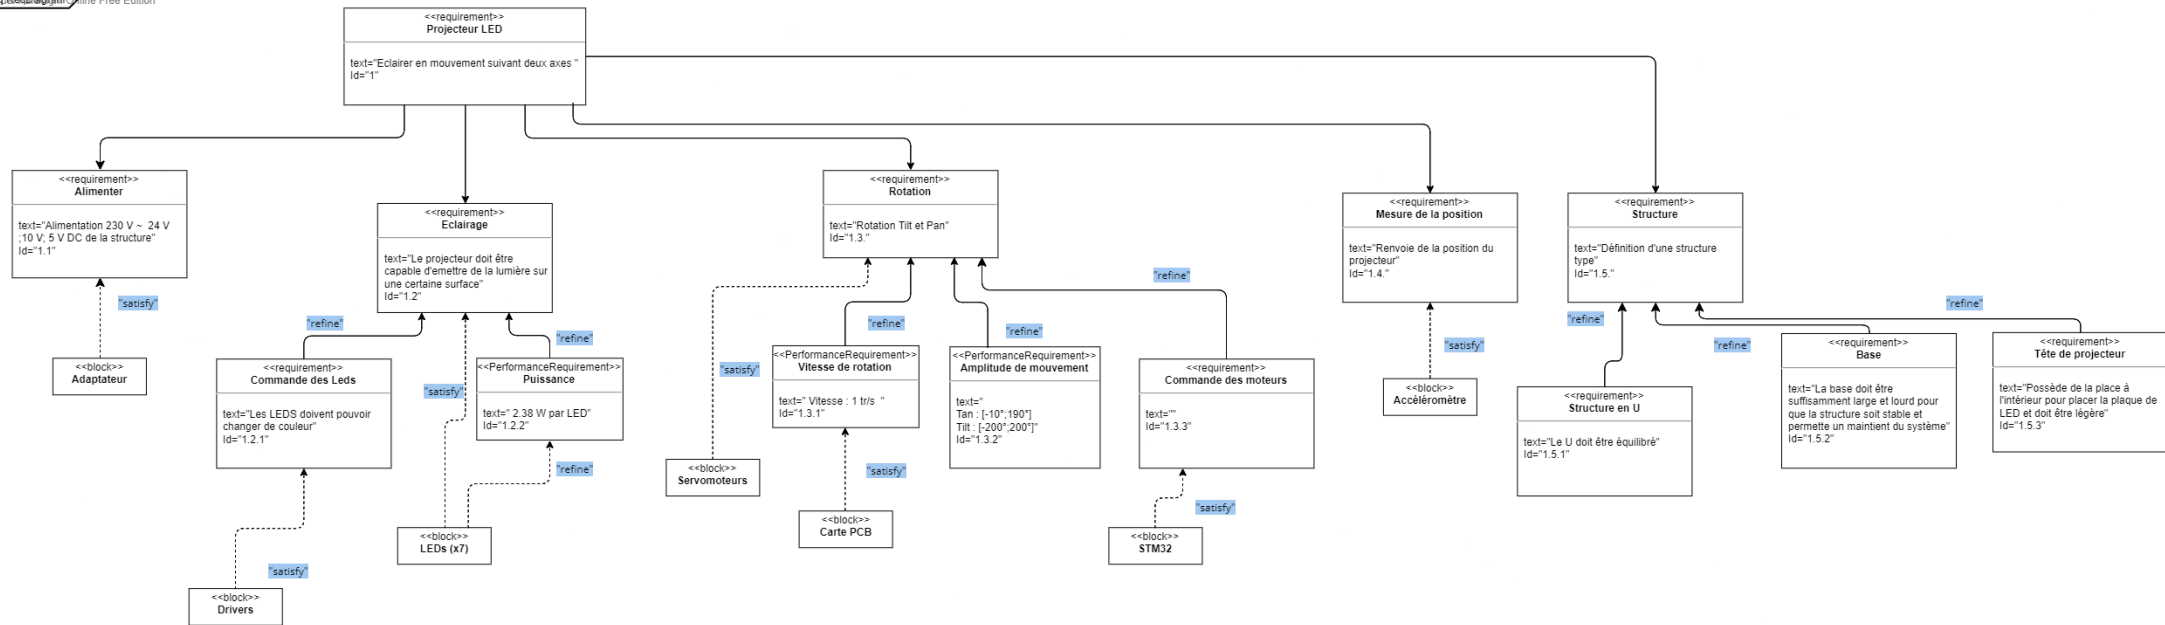 Online Free Edition
<<requirement>>
Projecteur LED
text="Eclairer en mouvement suivant deux axes "
Id="1"
<<requirement>>
Alimenter
text="Alimentation 230 V ~  24 V
;10 V; 5 V DC de la structure"
Id="1.1"
"satisfy"
<<block>>
Adaptateur
<<requirement>>
Eclairage
text="Le projecteur doit être
capable d'emettre de la lumière sur
une certaine surface"
Id="1.2"
"refine"
"refine"
"satisfy"
<<requirement>>
Commande des Leds
text="Les LEDS doivent pouvoir
changer de couleur"
Id="1.2.1"
<<PerformanceRequirement>>
Puissance
text=" 2.38 W par LED"
Id="1.2.2"
"refine"
<<block>>
LEDs (x7)
"satisfy"
<<block>>
Drivers
<<requirement>>
Rotation
text="Rotation Tilt et Pan"
Id="1.3."
"refine"
"refine"
"refine"
"satisfy"
<<PerformanceRequirement>>
Vitesse de rotation
text=" Vitesse : 1 tr/s  "
Id="1.3.1"
<<PerformanceRequirement>>
Amplitude de mouvement
text="
Tan : [-10°;190°]
Tilt : [-200°;200°]"
Id="1.3.2"
<<requirement>>
Commande des moteurs
text=""
Id="1.3.3"
<<block>>
Servomoteurs
"satisfy"
<<block>>
Carte PCB
"satisfy"
<<block>>
STM32
<<requirement>>
Mesure de la position
text="Renvoie de la position du
projecteur"
Id="1.4."
"satisfy"
<<block>>
Accéléromètre
<<requirement>>
Structure
text="Définition d'une structure
type"
Id="1.5."
"refine"
"refine"
"refine"
<<requirement>>
Structure en U
text="Le U doit être équilibré"
Id="1.5.1"
<<requirement>>
Base
text="La base doit être
suffisamment large et lourd pour
que la structure soit stable et
permette un maintient du système"
Id="1.5.2"
<<requirement>>
Tête de projecteur
text="Possède de la place à
l'intérieur pour placer la plaque de
LED et doit être légère"
Id="1.5.3"